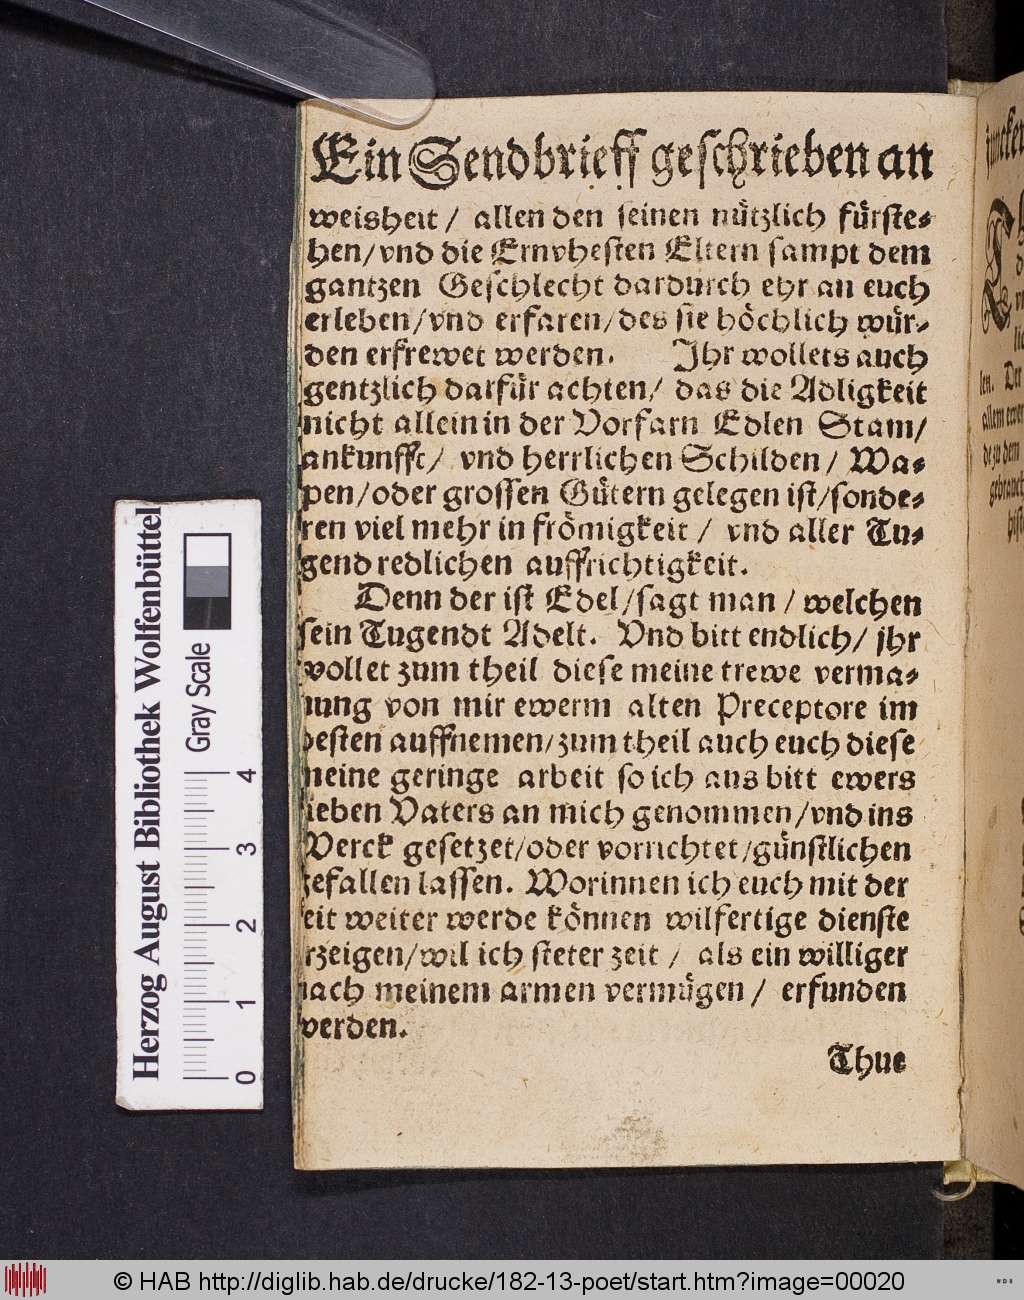 Ein Sendbrieff geschrieben an
weisheit / allen den seinen nützlich fürste-
hen/vnd die Ernvhesten Eltern sampt dem
gantzen Geschlecht dardurch ehr an euch
erleben/vnd erfaren/des sie höchlich wür-
den erfrewet werden. Jhr wollets auch
gentzlich darfür achten/ das die Adligkeit
nicht allein in der Vorfarn Edlen Stam/
ankunfft/ vnd herrlichen Schilden / Wa-
pen/oder grossen Gütern gelegen ist/sonde-
ren viel mehr in frömigkeit / vnd aller Tu-
gend redlichen auffrichtigkeit.
Denn der ist Edel/sagt man / welchen
sein Tugendt Adelt. Vnd bitt endlich/ jhr
wollet zum theil diese meine trewe verma-
nung von mir ewerm alten Preceptore im
besten auffnemen/zum theil auch euch diese
meine geringe arbeit so ich aus bitt ewers
lieben Vaters an mich genommen/vnd ins
Werck gesetzet/oder vorrichtet/günstlichen
gefallen lassen. Worinnen ich euch mit der
eit weiter werde können wilfertige dienste
rzeigen/wil ich steter zeit / als ein williger
nach meinem armen vermügen / erfunden
werden.
Thue
Herzog August Bibliothek Wolfenbüttel
Gray Scale
0 1 2 3 4
len. Der
© HAB http://diglib.hab.de/drucke/182-13-poet/start.htm?image=00020